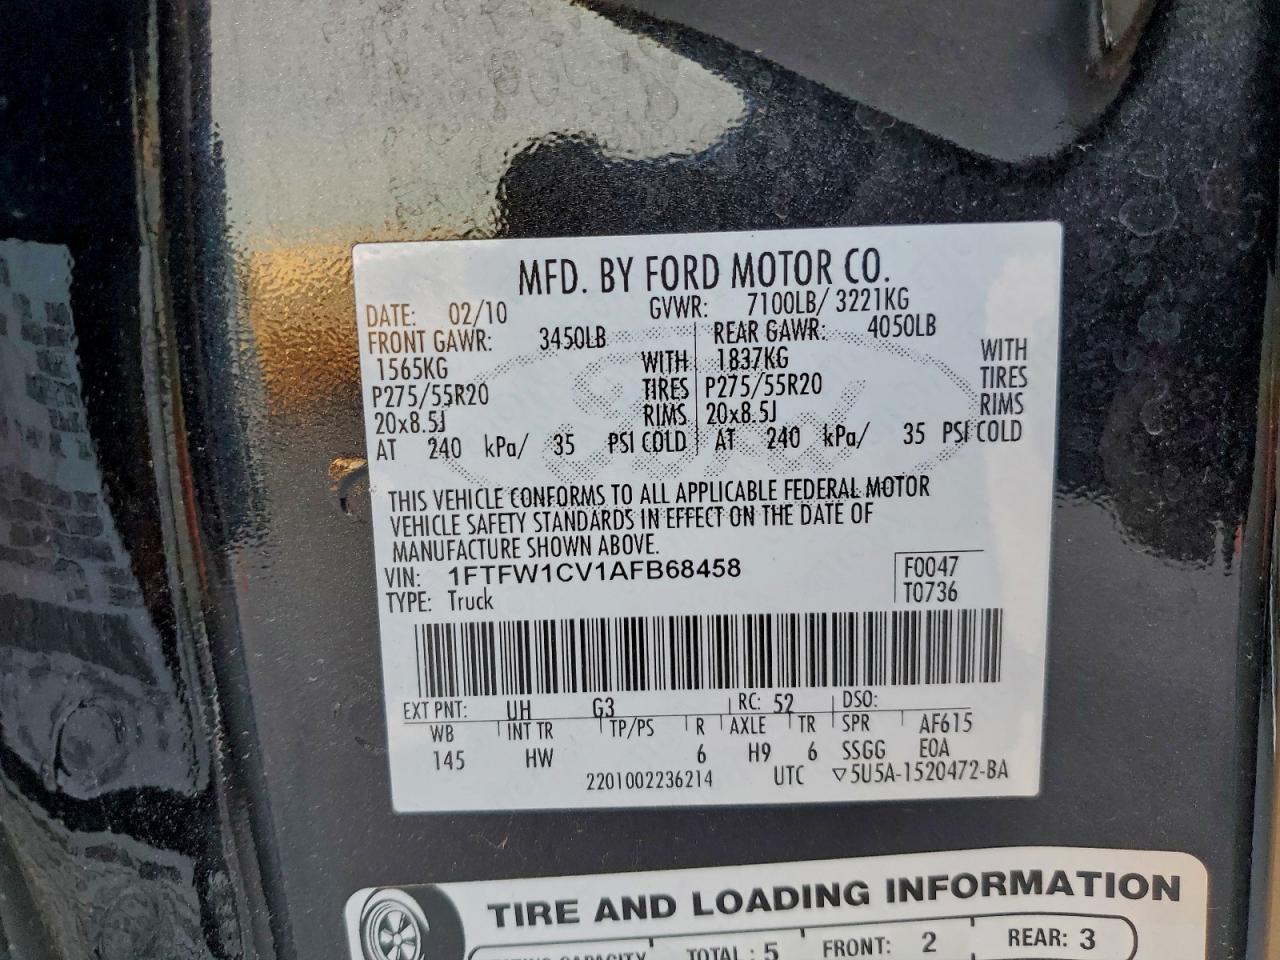 MFD. BY FORD MOTOR CO.
DATE: 02/10 GVWR: 7100LB/ 3221KG
FRONT GAWR: 3450LB REAR GAWR: 4050LB
1565KG WITH 1837KG WITH
P275/55R20 TIRES P275/55R20 TIRES
20x8.5J RIMS 20x8.5J RIMS
AT 240 kPa/ 35 PSI COLD AT 240 kPa/ 35 PSI COLD
THIS VEHICLE CONFORMS TO ALL APPLICABLE FEDERAL MOTOR
VEHICLE SAFETY STANDARDS IN EFFECT ON THE DATE OF
MANUFACTURE SHOWN ABOVE.
VIN: 1FTFW1CV1AFB68458 F0047
TYPE: Truck T0736
EXT PNT: UH G3 RC: 52 DSO:
WB INT TR TP/PS R AXLE TR SPR AF615
145 HW 6 H9 6 SSGG E0A
2201002236214 UTC ▽5U5A-1520472-BA
TIRE AND LOADING INFORMATION
CAPACITY TOTAL: 5 FRONT: 2 REAR: 3